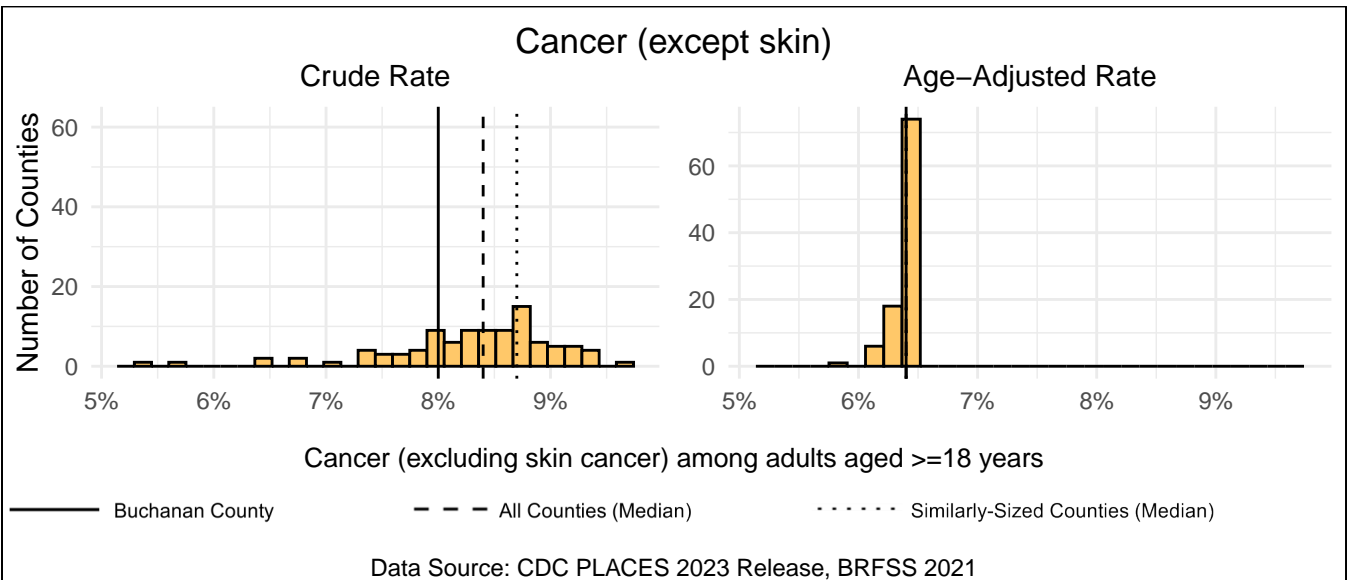 Cancer (except skin)
Crude Rate
Age−Adjusted Rate
Number of Counties
60
40
20
0
5%
6%
7%
8%
9%
60
40
20
0
5%
6%
7%
8%
9%
Cancer (excluding skin cancer) among adults aged >=18 years
Buchanan County
All Counties (Median)
Similarly-Sized Counties (Median)
Data Source: CDC PLACES 2023 Release, BRFSS 2021